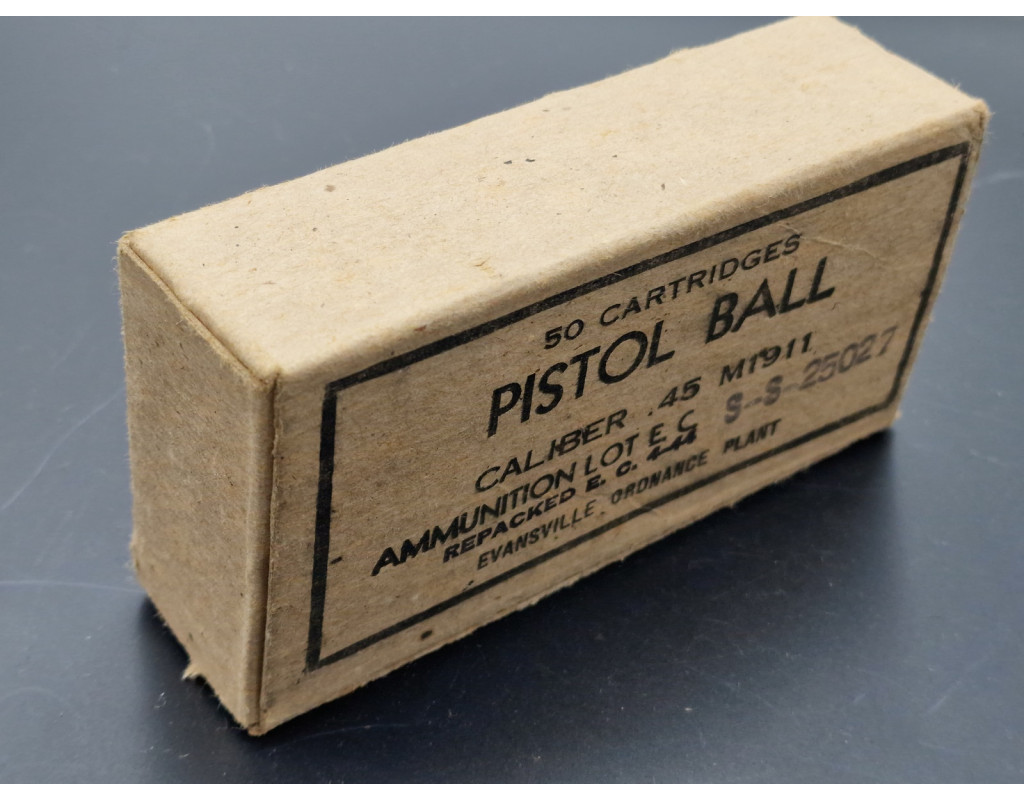 50 CARTRIDGES
PISTOL BALL
CALIBER .45 M1911
AMMUNITION LOT E C S-S-25027
REPACKED E. C. 4-44
EVANSVILLE ORDNANCE PLANT